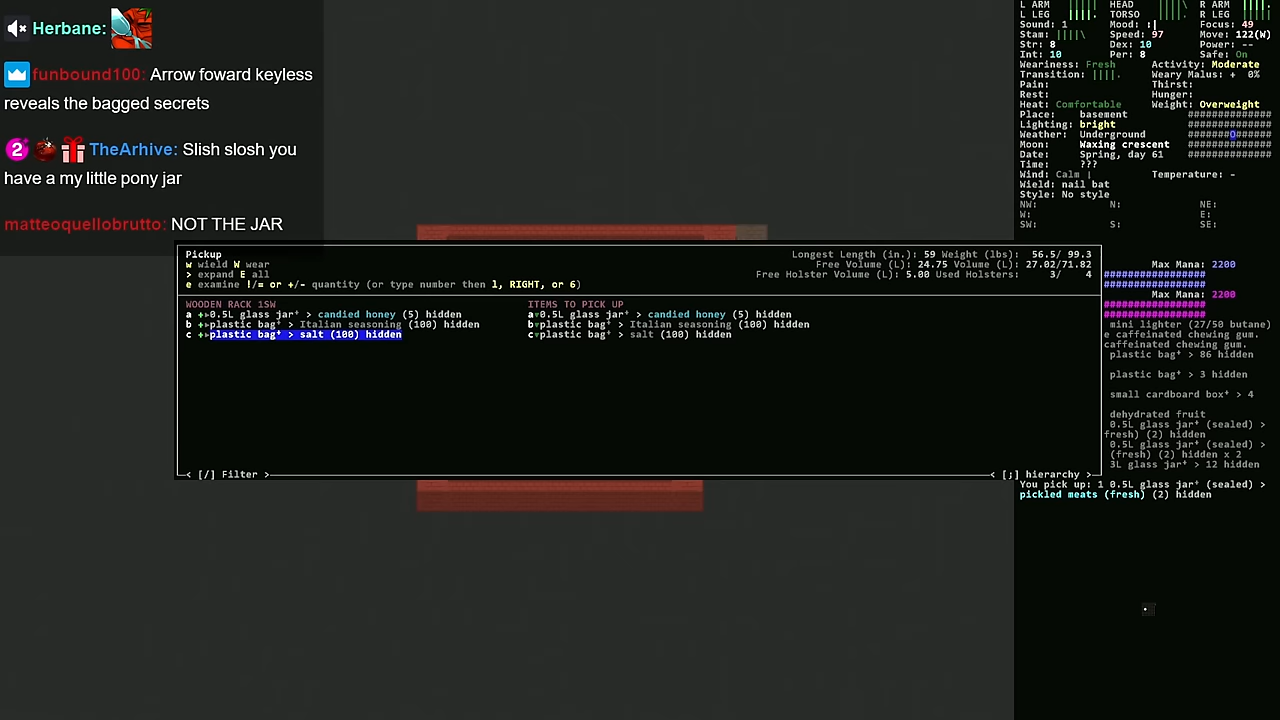 Herbane:
funbound100: Arrow foward keyless
reveals the bagged secrets
TheArhive: Slish slosh you
have a my little pony jar
matteoquellobrutto: NOT THE JAR
Pickup
w wield W wear
> expand E all
e examine !/= or +/- quantity (or type number then l, RIGHT, or 6)
Longest Length (in.): 59 Weight (lbs): 56.5/ 99.3
Free Volume (L): 24.75 Volume (L): 27.02/71.82
Free Holster Volume (L): 5.00 Used Holsters: 3/ 4
WOODEN RACK 1SW
a +▸0.5L glass jar⁺ > candied honey (5) hidden
b +▸plastic bag⁺ > Italian seasoning (100) hidden
c +▸plastic bag⁺ > salt (100) hidden
ITEMS TO PICK UP
a▾0.5L glass jar⁺ > candied honey (5) hidden
b▾plastic bag⁺ > Italian seasoning (100) hidden
c▾plastic bag⁺ > salt (100) hidden
< [/] Filter >
< [;] hierarchy >
L ARM ||||. HEAD ||||\ R ARM ||||.
L LEG ||||. TORSO ||||. R LEG |||||
Sound: 1 Mood: :| Focus: 49
Stam: ||||\ Speed: 97 Move: 122(W)
Str: 8 Dex: 10 Power: --
Int: 10 Per: 8 Safe: On
Weariness: Fresh Activity: Moderate
Transition: ||||. Weary Malus: + 0%
Pain: Thirst:
Rest: Hunger:
Heat: Comfortable Weight: Overweight
Place: basement ##############
Lighting: bright ##############
Weather: Underground #######0######
Moon: Waxing crescent ##############
Date: Spring, day 61 ##############
Time: ???
Wind: Calm | Temperature: -
Wield: nail bat
Style: No style
NW: N: NE:
W: E:
SW: S: SE:
Max Mana: 2200
#################
#################
Max Mana: 2200
#################
#################
mini lighter (27/50 butane)
e caffeinated chewing gum.
caffeinated chewing gum.
plastic bag⁺ > 86 hidden
plastic bag⁺ > 3 hidden
small cardboard box⁺ > 4
dehydrated fruit
0.5L glass jar⁺ (sealed) >
fresh) (2) hidden
0.5L glass jar⁺ (sealed) >
(fresh) (2) hidden x 2
3L glass jar⁺ > 12 hidden
You pick up: 1 0.5L glass jar⁺ (sealed) >
pickled meats (fresh) (2) hidden